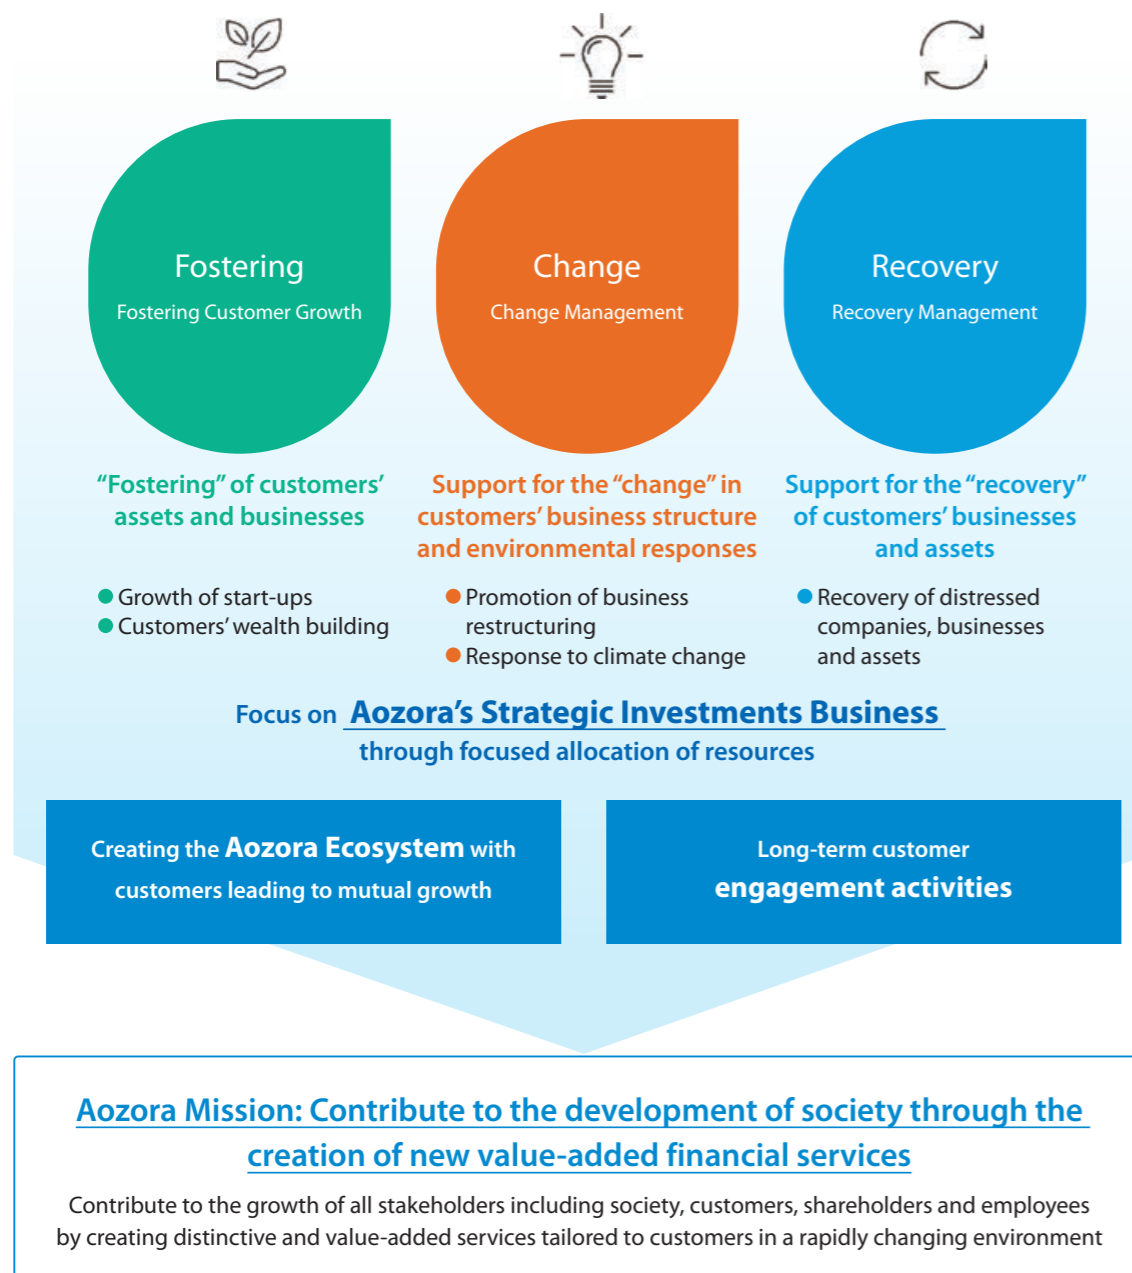 Fostering
Fostering Customer Growth
Change
Change Management
Recovery
Recovery Management
“Fostering” of customers’
assets and businesses
● Growth of start-ups
● Customers’ wealth building
Support for the “change” in
customers’ business structure
and environmental responses
● Promotion of business
restructuring
● Response to climate change
Support for the “recovery”
of customers’ businesses
and assets
● Recovery of distressed
companies, businesses
and assets
Focus on Aozora’s Strategic Investments Business
through focused allocation of resources
Creating the Aozora Ecosystem with
customers leading to mutual growth
Long-term customer
engagement activities
Aozora Mission: Contribute to the development of society through the
creation of new value-added financial services
Contribute to the growth of all stakeholders including society, customers, shareholders and employees
by creating distinctive and value-added services tailored to customers in a rapidly changing environment